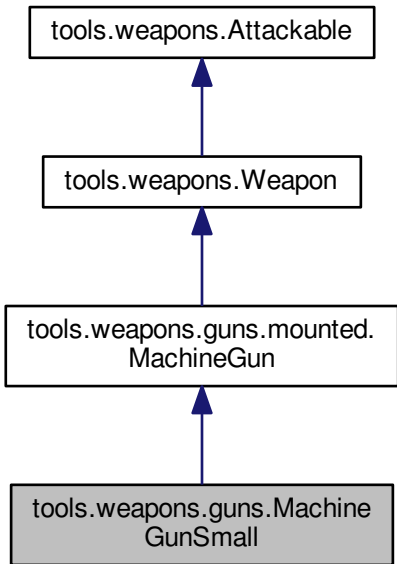 tools.weapons.Attackable
tools.weapons.Weapon
tools.weapons.guns.mounted.
MachineGun
tools.weapons.guns.Machine
GunSmall